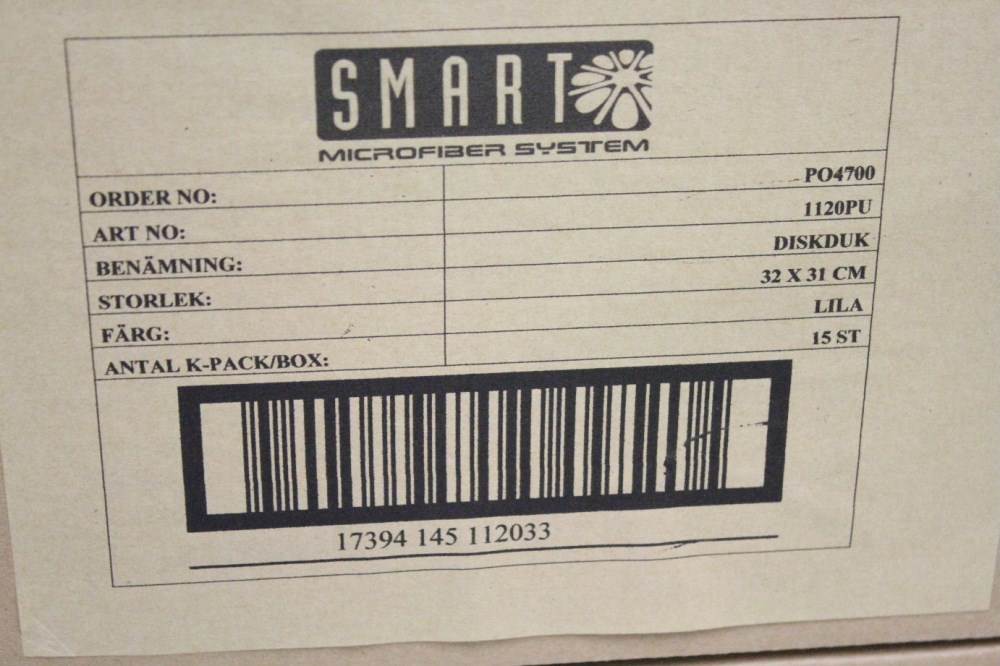 SMART
MICROFIBER SYSTEM
ORDER NO: PO4700
ART NO: 1120PU
BENÄMNING: DISKDUK
STORLEK: 32 X 31 CM
FÄRG: LILA
ANTAL K-PACK/BOX: 15 ST
17394 145 112033